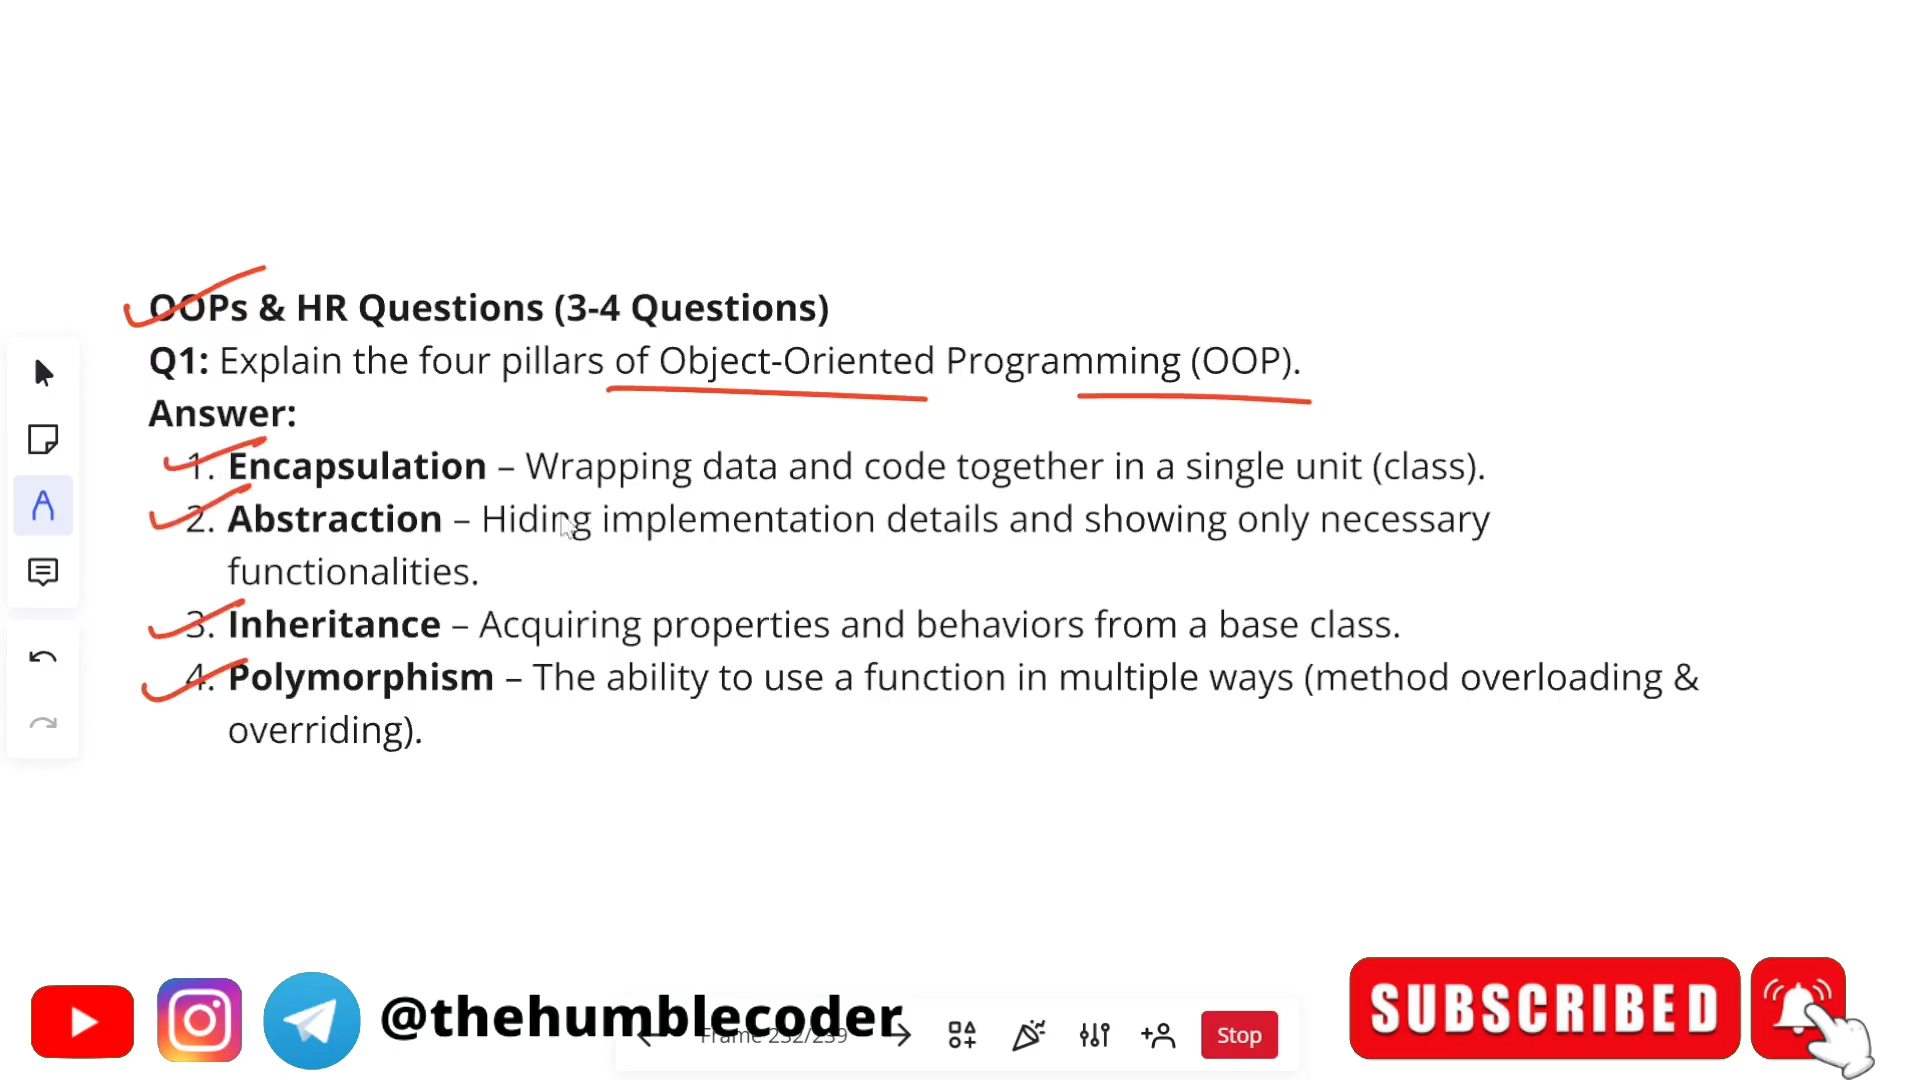 OOPs & HR Questions (3-4 Questions)
Q1: Explain the four pillars of Object-Oriented Programming (OOP).
Answer:
1. Encapsulation – Wrapping data and code together in a single unit (class).
2. Abstraction – Hiding implementation details and showing only necessary
functionalities.
3. Inheritance – Acquiring properties and behaviors from a base class.
4. Polymorphism – The ability to use a function in multiple ways (method overloading &
overriding).
@thehumblecoder
Frame 232/239
Stop
SUBSCRIBED